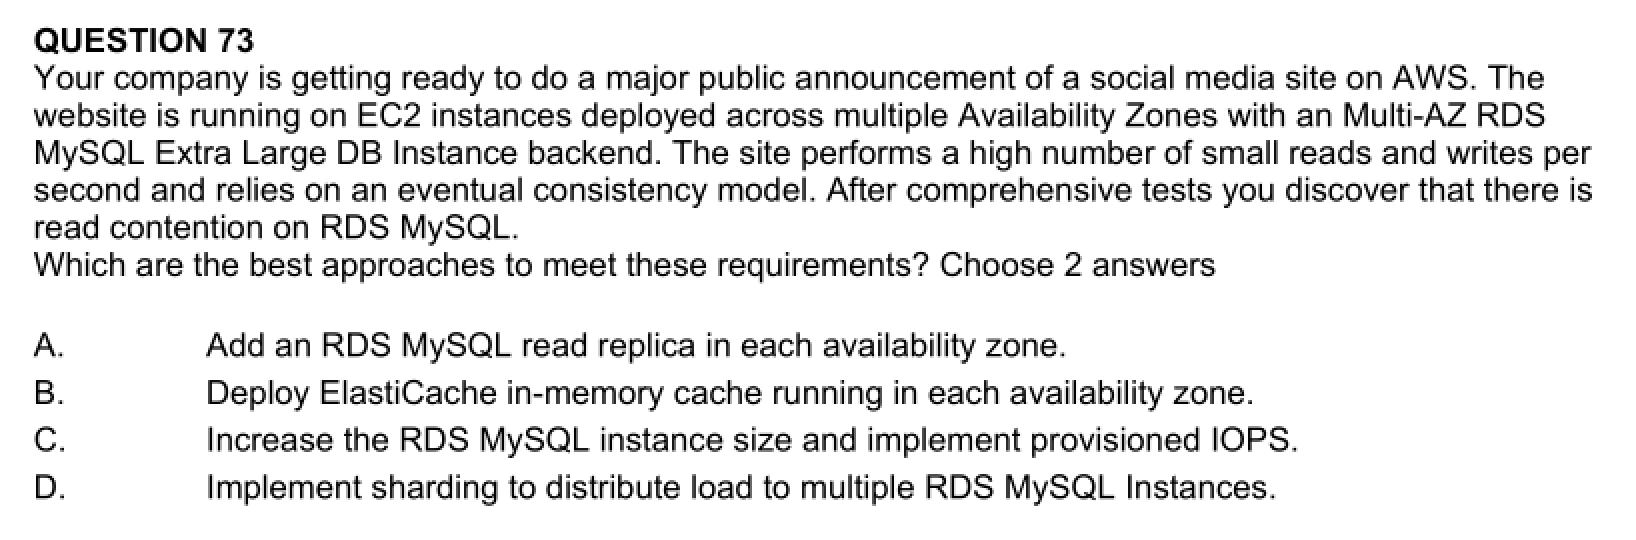 QUESTION 73
Your company is getting ready to do a major public announcement of a social media site on AWS. The
website is running on EC2 instances deployed across multiple Availability Zones with an Multi-AZ RDS
MySQL Extra Large DB Instance backend. The site performs a high number of small reads and writes per
second and relies on an eventual consistency model. After comprehensive tests you discover that there is
read contention on RDS MySQL.
Which are the best approaches to meet these requirements? Choose 2 answers
A. Add an RDS MySQL read replica in each availability zone.
B. Deploy ElastiCache in-memory cache running in each availability zone.
C. Increase the RDS MySQL instance size and implement provisioned IOPS.
D. Implement sharding to distribute load to multiple RDS MySQL Instances.